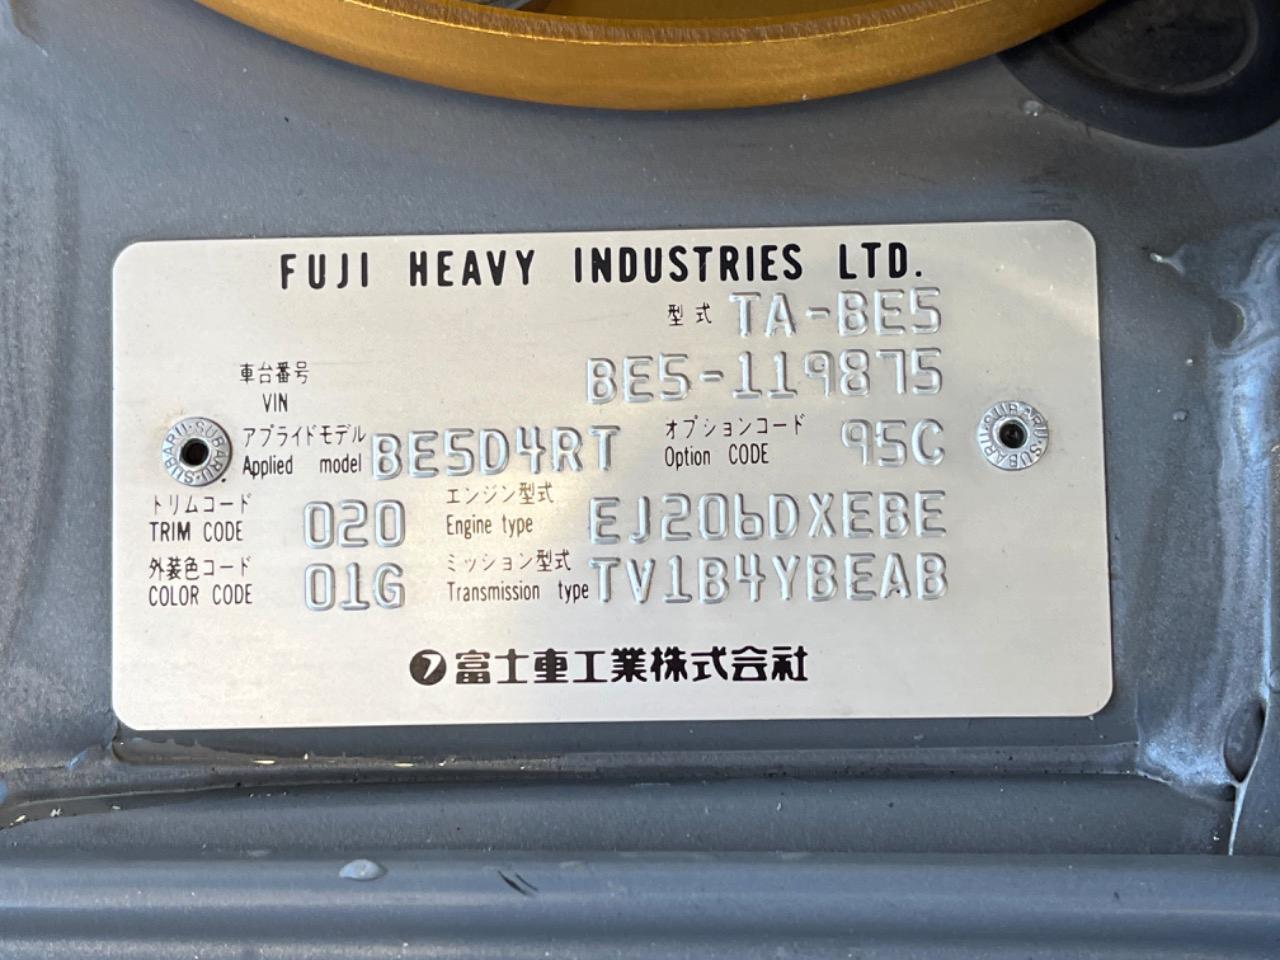 FUJI HEAVY INDUSTRIES LTD.
型式 TA-BE5
車台番号
VIN BE5-119875
アプライドモデル
Applied model BE5D4RT
オプションコード
Option CODE 95C
トリムコード
TRIM CODE 020
エンジン型式
Engine type EJ206DXEBE
外装色コード
COLOR CODE 01G
ミッション型式
Transmission type TV1B4YBEAB
富士重工業株式会社
SUBARU・SUBARU・
SUBARU・SUBARU・